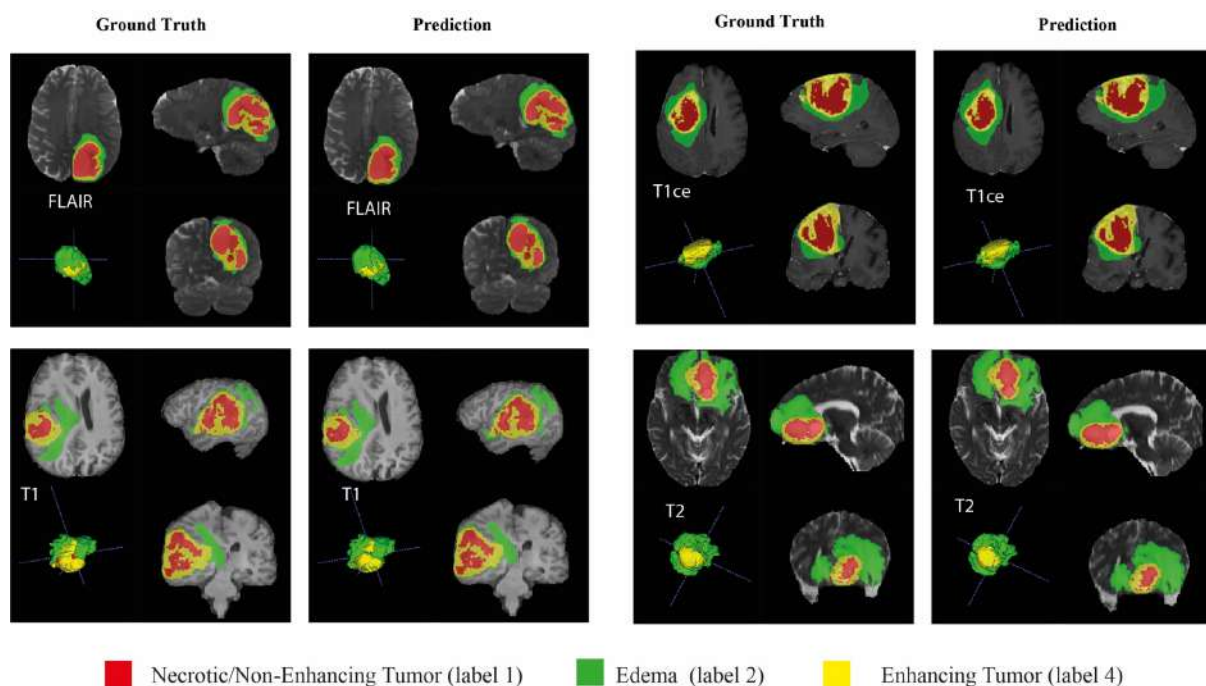 Ground Truth Prediction Ground Truth Prediction
FLAIR FLAIR T1ce T1ce
T1 T1 T2 T2
Necrotic/Non-Enhancing Tumor (label 1) Edema (label 2) Enhancing Tumor (label 4)